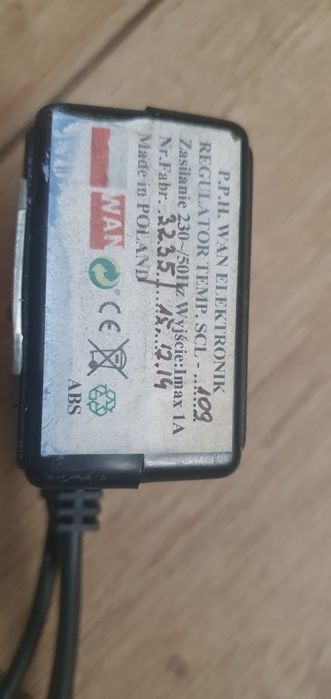 P.P.H. WAN ELEKTRONIK
REGULATOR TEMP. SCL - ......109
Zasilanie 230~/50Hz Wyjście:Imax 1A
Nr.Fabr. .3235./.15.12.14
Made in POLAND
WAN
CE
ABS